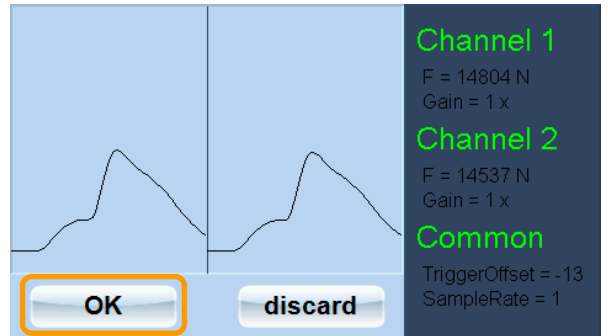 Channel 1
F = 14804 N
Gain = 1 x
Channel 2
F = 14537 N
Gain = 1 x
Common
TriggerOffset = -13
SampleRate = 1
OK
discard